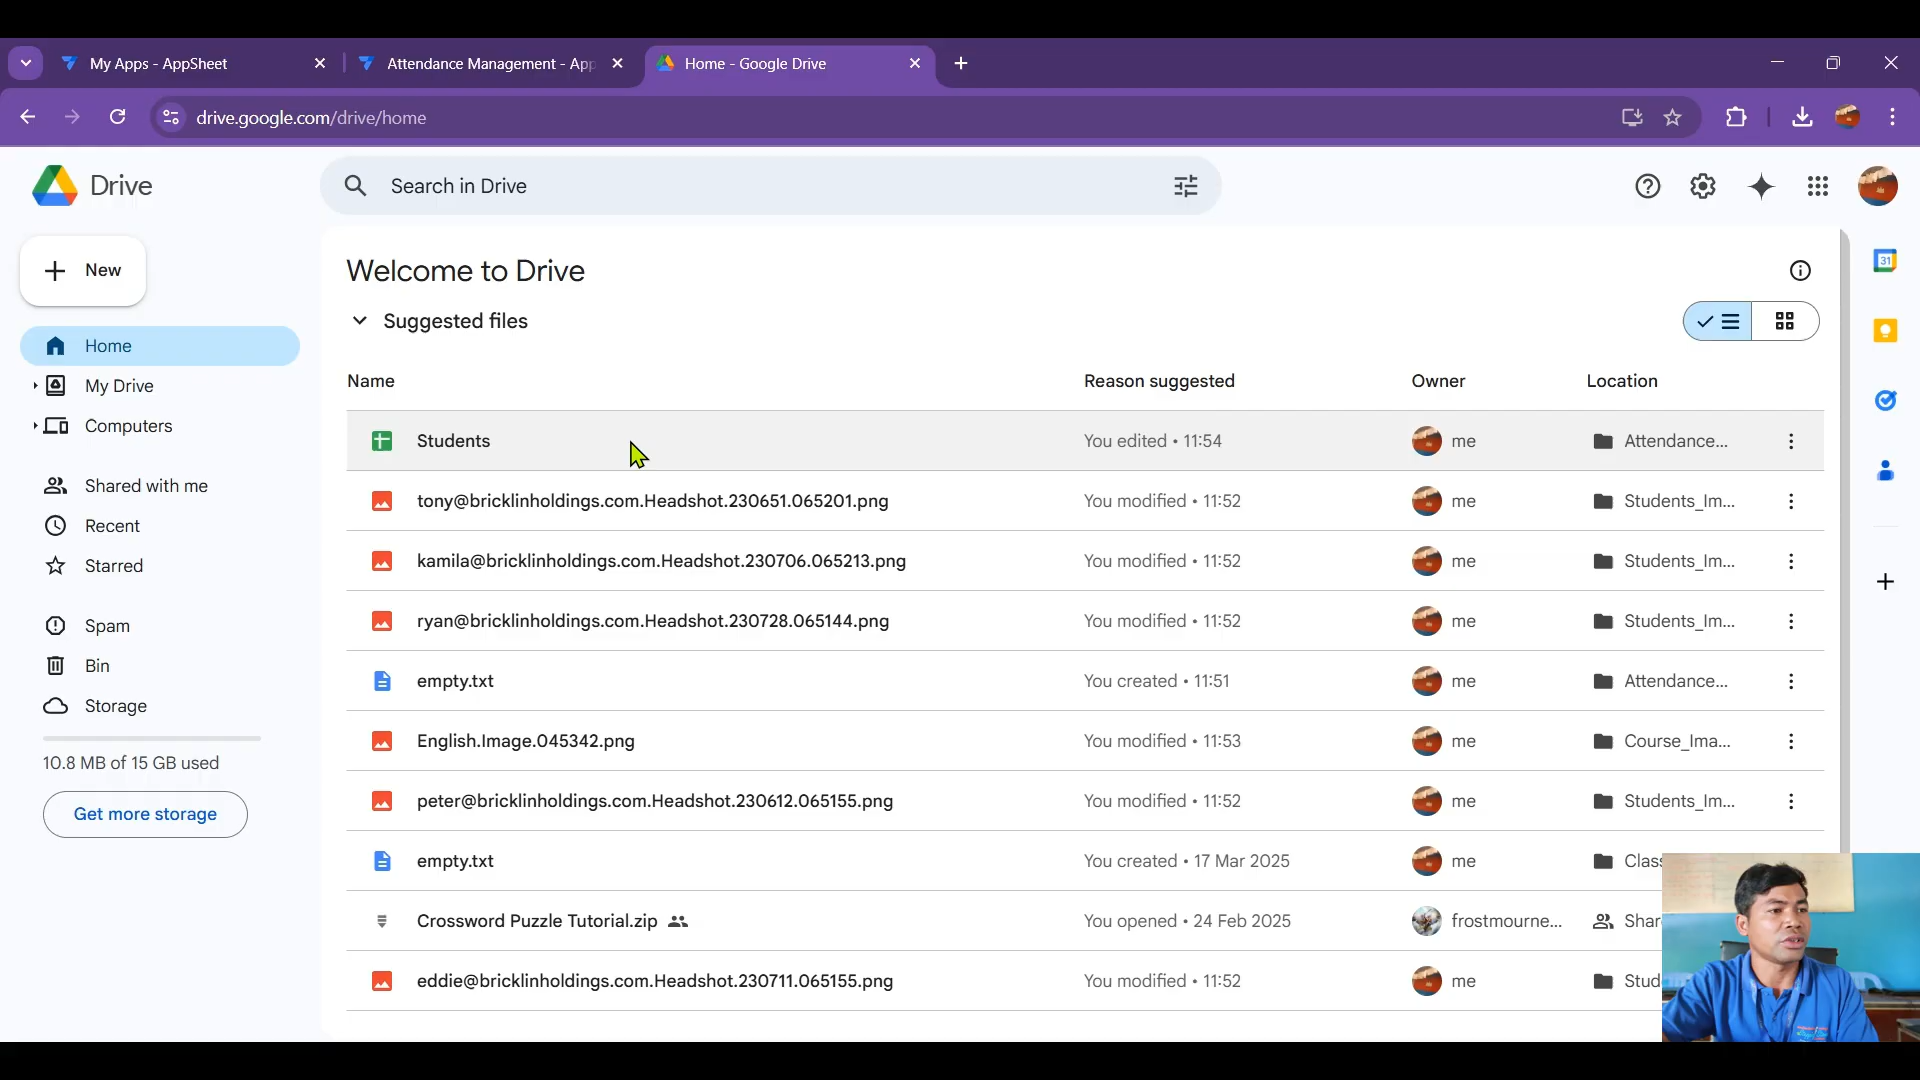 My Apps - AppSheet
Attendance Management - App
Home - Google Drive
drive.google.com/drive/home
Drive
Search in Drive
New
Welcome to Drive
31
Suggested files
Home
My Drive
Computers
Shared with me
Recent
Starred
Spam
Bin
Storage
10.8 MB of 15 GB used
Get more storage
Name Reason suggested Owner Location
Students You edited • 11:54 me Attendance...
tony@bricklinholdings.com.Headshot.230651.065201.png You modified • 11:52 me Students_Im...
kamila@bricklinholdings.com.Headshot.230706.065213.png You modified • 11:52 me Students_Im...
ryan@bricklinholdings.com.Headshot.230728.065144.png You modified • 11:52 me Students_Im...
empty.txt You created • 11:51 me Attendance...
English.Image.045342.png You modified • 11:53 me Course_Ima...
peter@bricklinholdings.com.Headshot.230612.065155.png You modified • 11:52 me Students_Im...
empty.txt You created • 17 Mar 2025 me Clas
Crossword Puzzle Tutorial.zip You opened • 24 Feb 2025 frostmourne... Shar
eddie@bricklinholdings.com.Headshot.230711.065155.png You modified • 11:52 me Stud